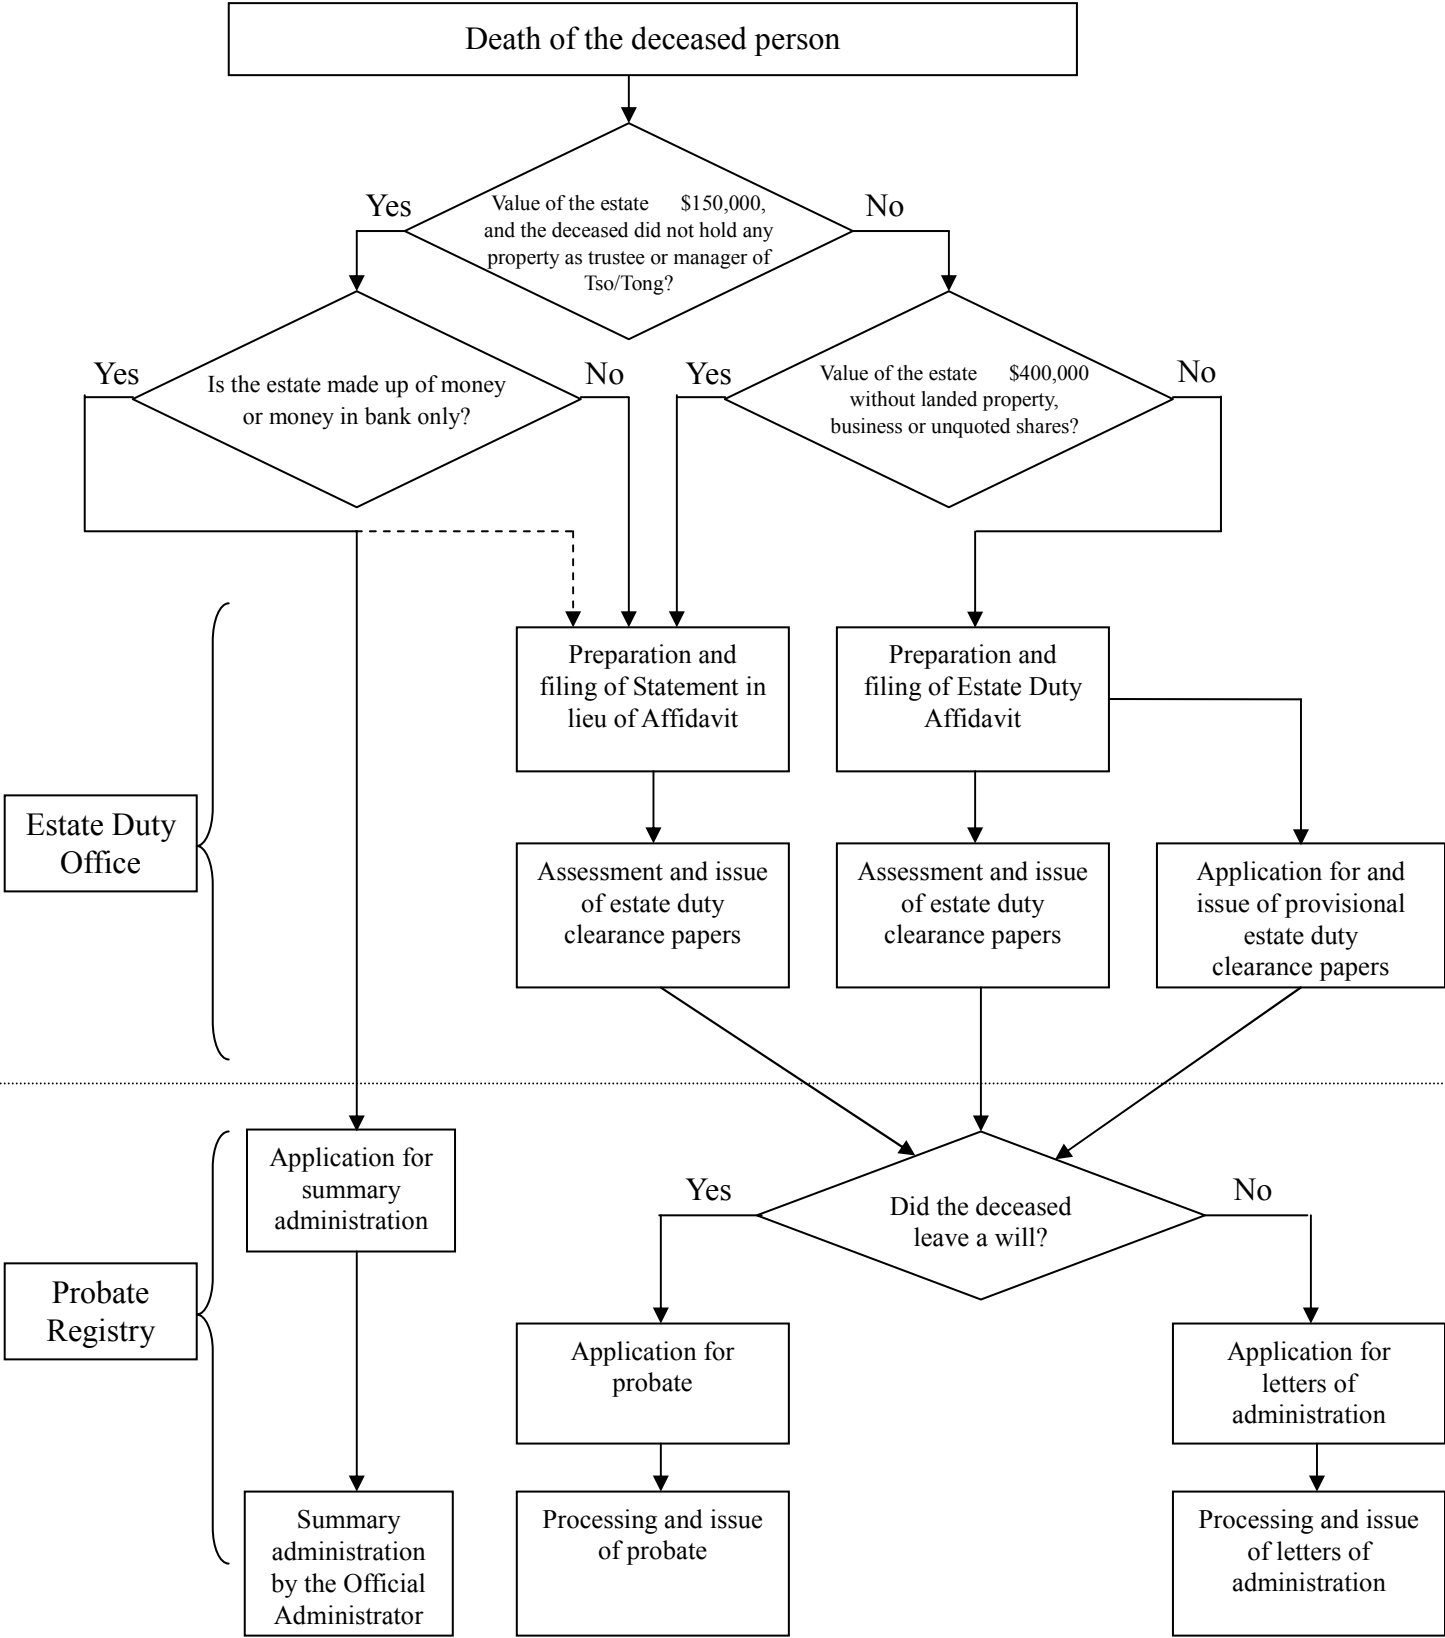 Death of the deceased person
Yes
No
Value of the estate $150,000,
and the deceased did not hold any
property as trustee or manager of
Tso/Tong?
Yes
Is the estate made up of money
or money in bank only?
No
Yes
Value of the estate $400,000
without landed property,
business or unquoted shares?
No
Estate Duty
Office
Preparation and
filing of Statement in
lieu of Affidavit
Preparation and
filing of Estate Duty
Affidavit
Assessment and issue
of estate duty
clearance papers
Assessment and issue
of estate duty
clearance papers
Application for and
issue of provisional
estate duty
clearance papers
Probate
Registry
Application for
summary
administration
Yes
Did the deceased
leave a will?
No
Application for
probate
Application for
letters of
administration
Summary
administration
by the Official
Administrator
Processing and issue
of probate
Processing and issue
of letters of
administration